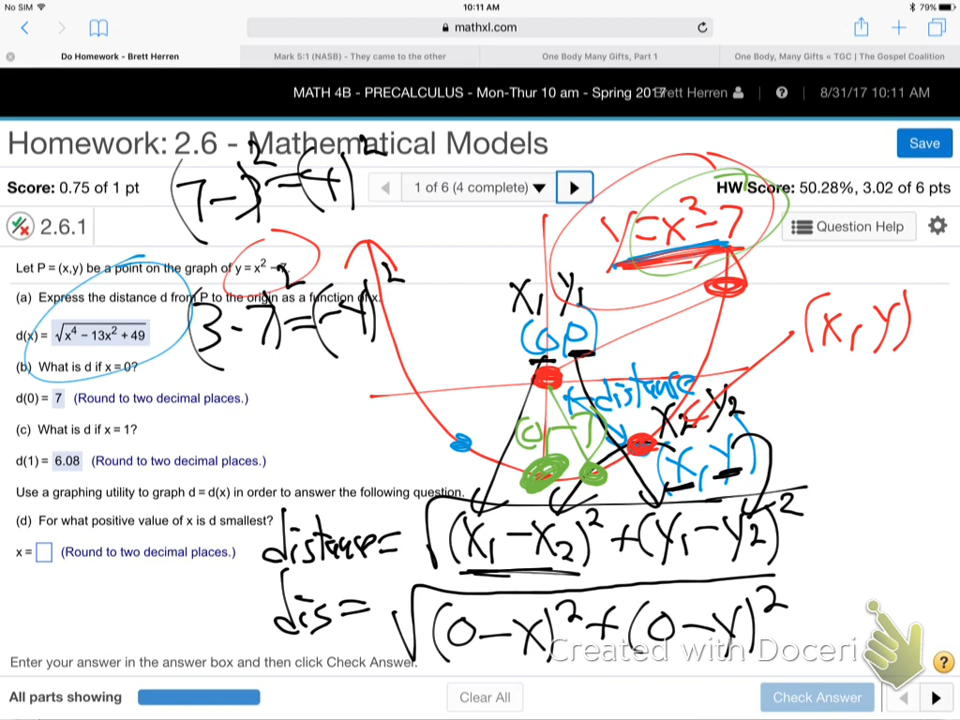 No SIM 10:11 AM 79%
mathxl.com
Do Homework - Brett Herren Mark 5:1 (NASB) - They came to the other One Body Many Gifts, Part 1 One Body, Many Gifts « TGC | The Gospel Coalition
MATH 4B - PRECALCULUS - Mon-Thur 10 am - Spring 2017 Brett Herren ? 8/31/17 10:11 AM
Homework: 2.6 - Mathematical Models Save
(7-3)² = (4)²
Score: 0.75 of 1 pt 1 of 6 (4 complete) HW Score: 50.28%, 3.02 of 6 pts
2.6.1 Question Help
y = x² - 7
Let P = (x,y) be a point on the graph of y = x² -
(a) Express the distance d from P to the origin as a function of x.
(3-7)² = (-4)²
x₁ y₁
(x, y)
d(x) = √x⁴ − 13x² + 49
(0, 0)
(b) What is d if x = 0?
distance
d(0) = 7 (Round to two decimal places.)
x₂ y₂
(c) What is d if x = 1?
(0-7)
d(1) = 6.08 (Round to two decimal places.)
(x, y)
Use a graphing utility to graph d = d(x) in order to answer the following question.
(d) For what positive value of x is d smallest?
distance = √(x₁ - x₂)² + (y₁ - y₂)²
x = (Round to two decimal places.)
dis = √(0-x)² + (0-y)²
Created with Doceri
Enter your answer in the answer box and then click Check Answer.
?
All parts showing Clear All Check Answer